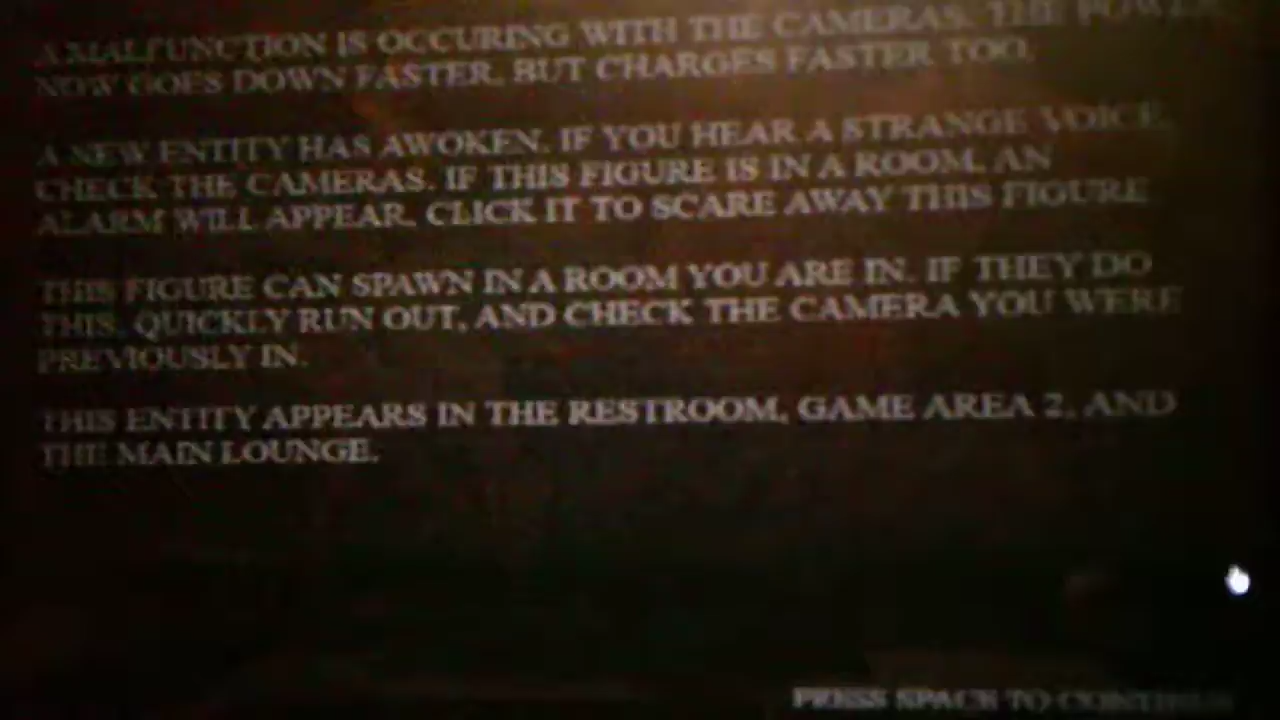 A MALFUNCTION IS OCCURING WITH THE CAMERAS. THE POWER
NOW GOES DOWN FASTER, BUT CHARGES FASTER TOO.
A NEW ENTITY HAS AWOKEN. IF YOU HEAR A STRANGE VOICE,
CHECK THE CAMERAS. IF THIS FIGURE IS IN A ROOM, AN
ALARM WILL APPEAR. CLICK IT TO SCARE AWAY THIS FIGURE
THIS FIGURE CAN SPAWN IN A ROOM YOU ARE IN. IF THEY DO
THIS, QUICKLY RUN OUT, AND CHECK THE CAMERA YOU WERE
PREVIOUSLY IN.
THIS ENTITY APPEARS IN THE RESTROOM, GAME AREA 2, AND
THE MAIN LOUNGE.
PRESS SPACE TO CONTINUE